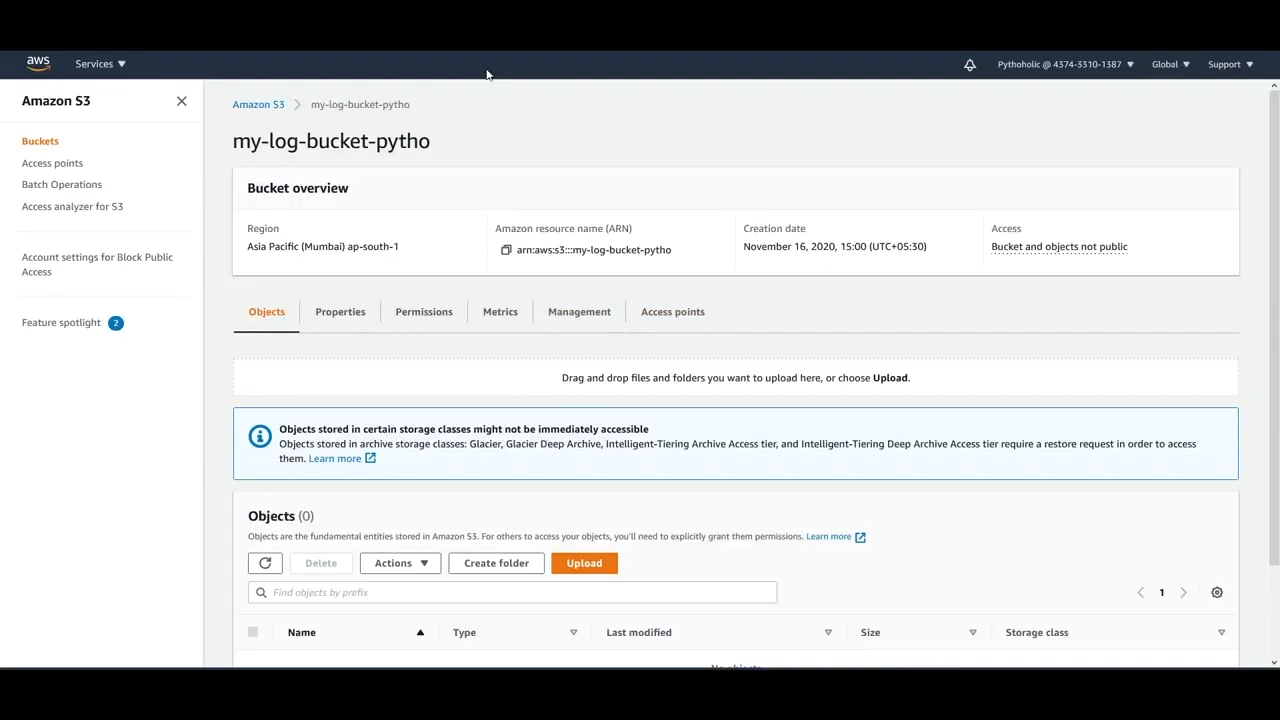 aws
Services
Pythoholic @ 4374-3310-1387
Global
Support
Amazon S3
Buckets
Access points
Batch Operations
Access analyzer for S3
Account settings for Block Public
Access
Feature spotlight 2
Amazon S3 my-log-bucket-pytho
my-log-bucket-pytho
Bucket overview
Region
Asia Pacific (Mumbai) ap-south-1
Amazon resource name (ARN)
arn:aws:s3:::my-log-bucket-pytho
Creation date
November 16, 2020, 15:00 (UTC+05:30)
Access
Bucket and objects not public
Objects Properties Permissions Metrics Management Access points
Drag and drop files and folders you want to upload here, or choose Upload.
Objects stored in certain storage classes might not be immediately accessible
Objects stored in archive storage classes: Glacier, Glacier Deep Archive, Intelligent-Tiering Archive Access tier, and Intelligent-Tiering Deep Archive Access tier require a restore request in order to access
them. Learn more
Objects (0)
Objects are the fundamental entities stored in Amazon S3. For others to access your objects, you'll need to explicitly grant them permissions. Learn more
Delete Actions Create folder Upload
Find objects by prefix
1
Name Type Last modified Size Storage class
No objects